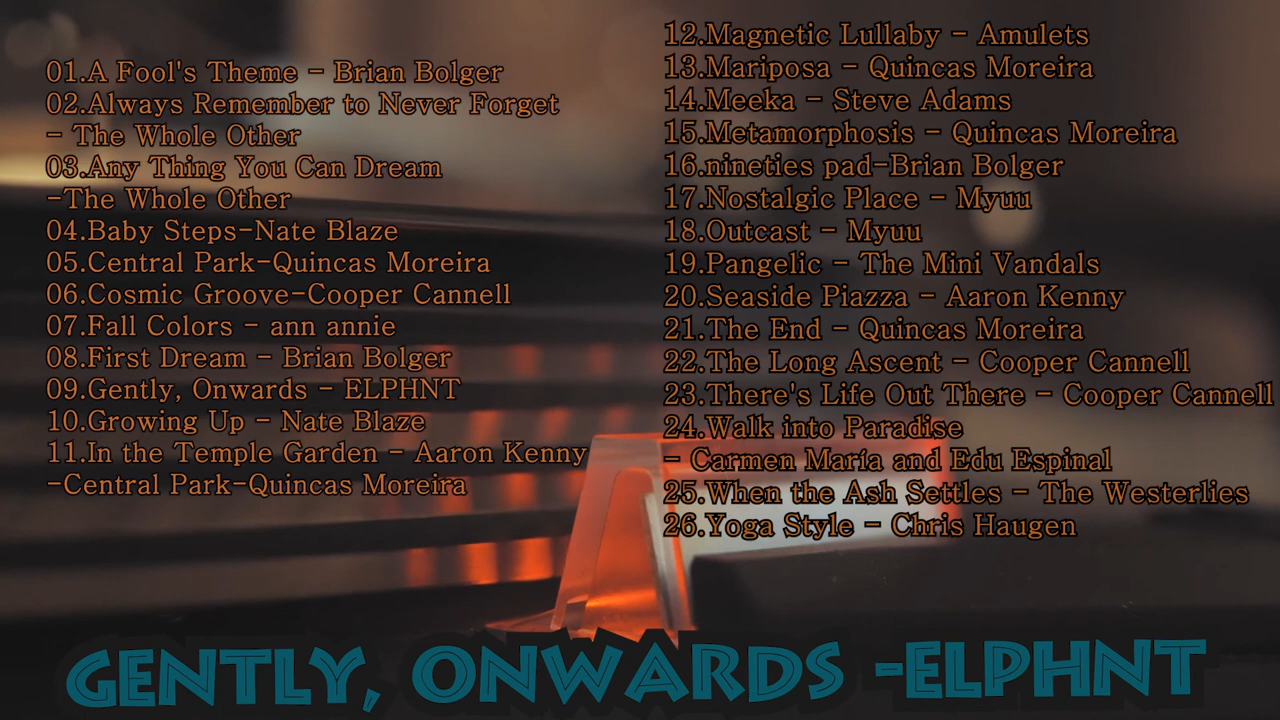 01.A Fool's Theme - Brian Bolger
02.Always Remember to Never Forget
- The Whole Other
03.Any Thing You Can Dream
-The Whole Other
04.Baby Steps-Nate Blaze
05.Central Park-Quincas Moreira
06.Cosmic Groove-Cooper Cannell
07.Fall Colors - ann annie
08.First Dream - Brian Bolger
09.Gently, Onwards - ELPHNT
10.Growing Up - Nate Blaze
11.In the Temple Garden - Aaron Kenny
-Central Park-Quincas Moreira
12.Magnetic Lullaby - Amulets
13.Mariposa - Quincas Moreira
14.Meeka - Steve Adams
15.Metamorphosis - Quincas Moreira
16.nineties pad-Brian Bolger
17.Nostalgic Place - Myuu
18.Outcast - Myuu
19.Pangelic - The Mini Vandals
20.Seaside Piazza - Aaron Kenny
21.The End - Quincas Moreira
22.The Long Ascent - Cooper Cannell
23.There's Life Out There - Cooper Cannell
24.Walk into Paradise
- Carmen María and Edu Espinal
25.When the Ash Settles - The Westerlies
26.Yoga Style - Chris Haugen
GENTLY, ONWARDS -ELPHNT